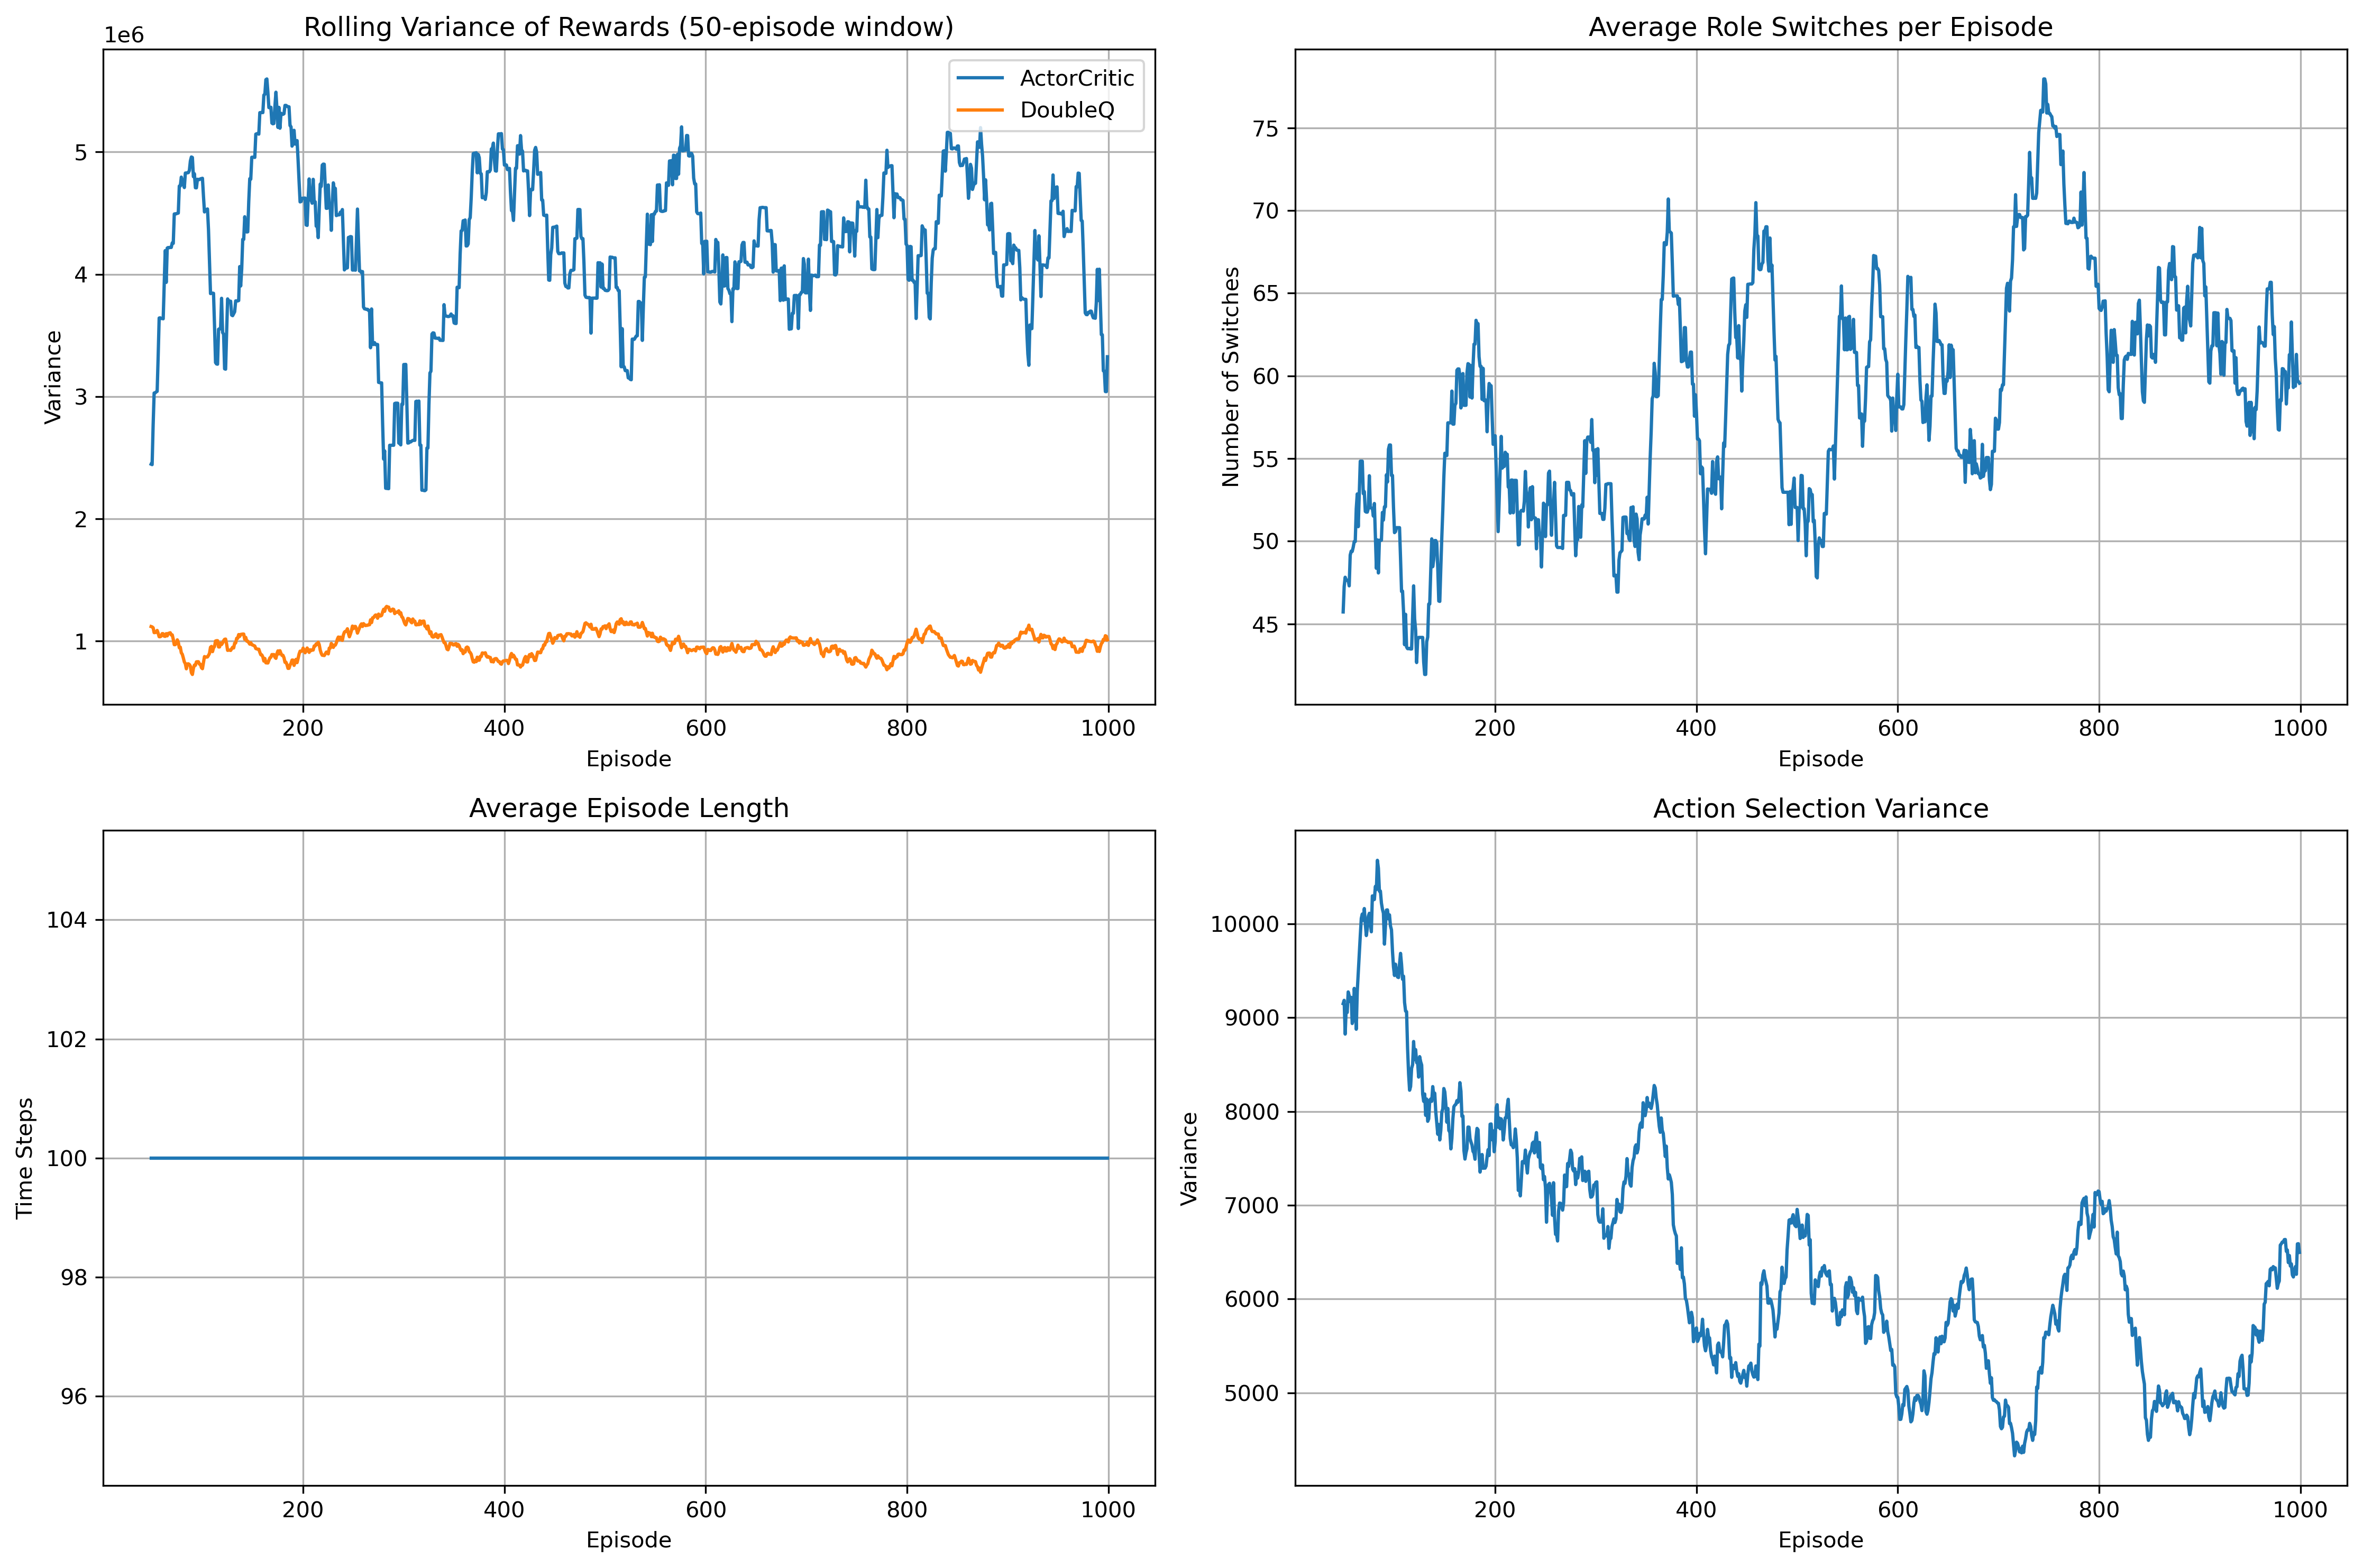 Rolling Variance of Rewards (50-episode window)
1e6
ActorCritic
DoubleQ
Variance
5
4
3
2
1
200 400 600 800 1000
Episode
Average Role Switches per Episode
Number of Switches
75
70
65
60
55
50
45
200 400 600 800 1000
Episode
Average Episode Length
Time Steps
104
102
100
98
96
200 400 600 800 1000
Episode
Action Selection Variance
Variance
10000
9000
8000
7000
6000
5000
200 400 600 800 1000
Episode